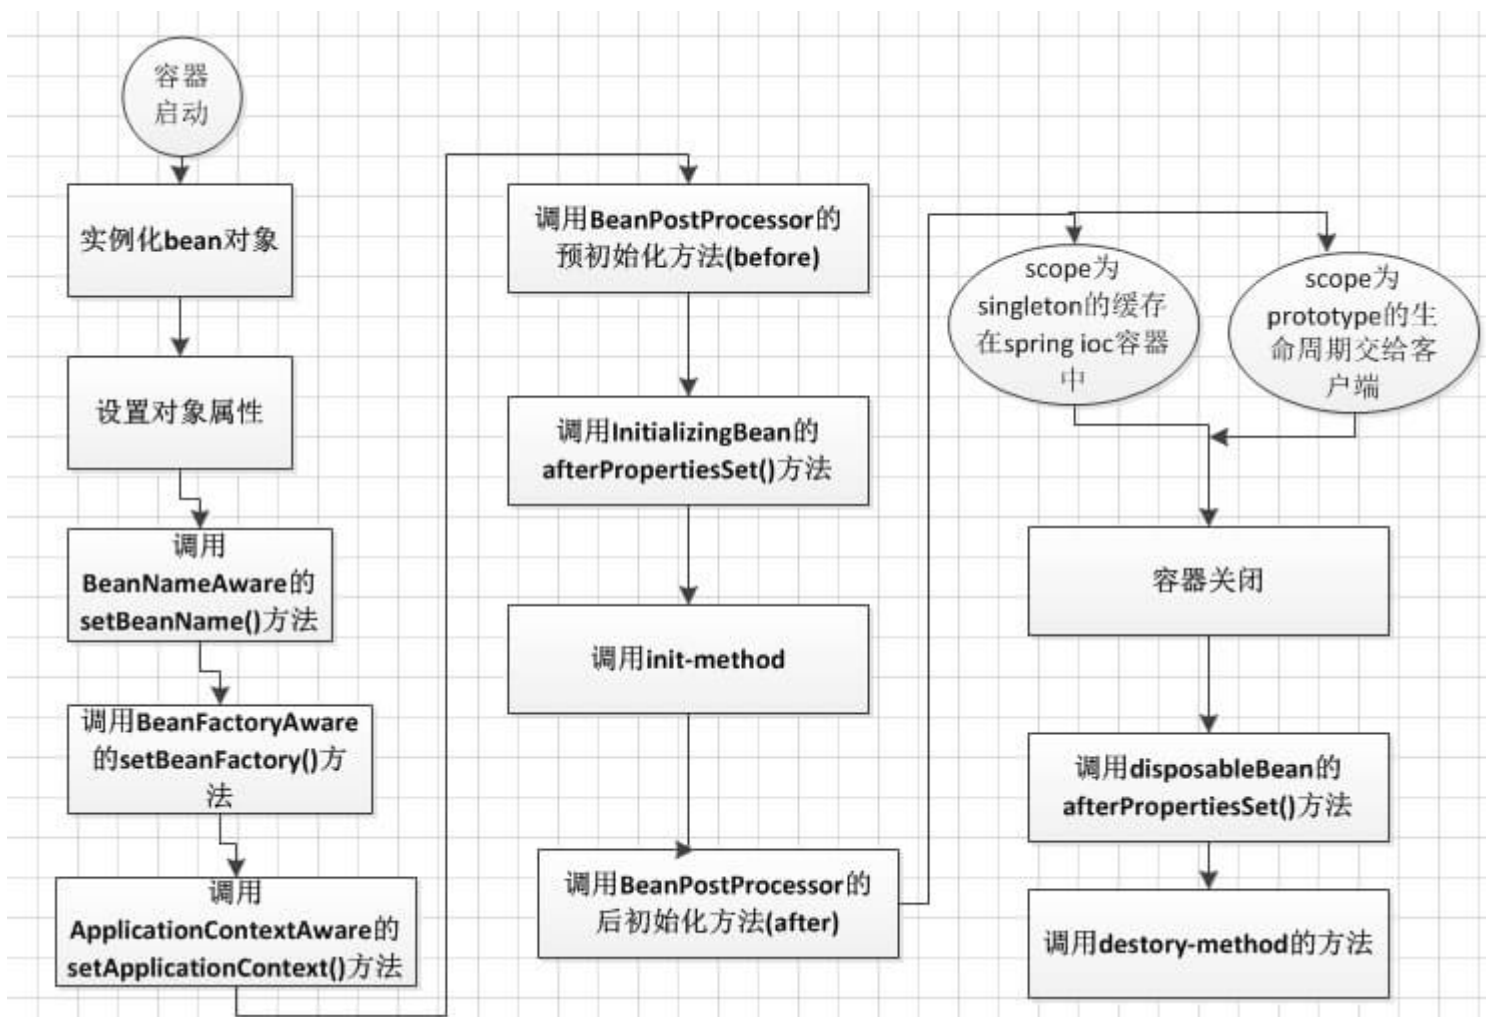 容器
启动
实例化bean对象
设置对象属性
调用
BeanNameAware的
setBeanName()方法
调用BeanFactoryAware
的setBeanFactory()方
法
调用
ApplicationContextAware的
setApplicationContext()方法
调用BeanPostProcessor的
预初始化方法(before)
调用InitializingBean的
afterPropertiesSet()方法
调用init-method
调用BeanPostProcessor的
后初始化方法(after)
scope为
singleton的缓存
在spring ioc容器
中
scope为
prototype的生
命周期交给客
户端
容器关闭
调用disposableBean的
afterPropertiesSet()方法
调用destory-method的方法